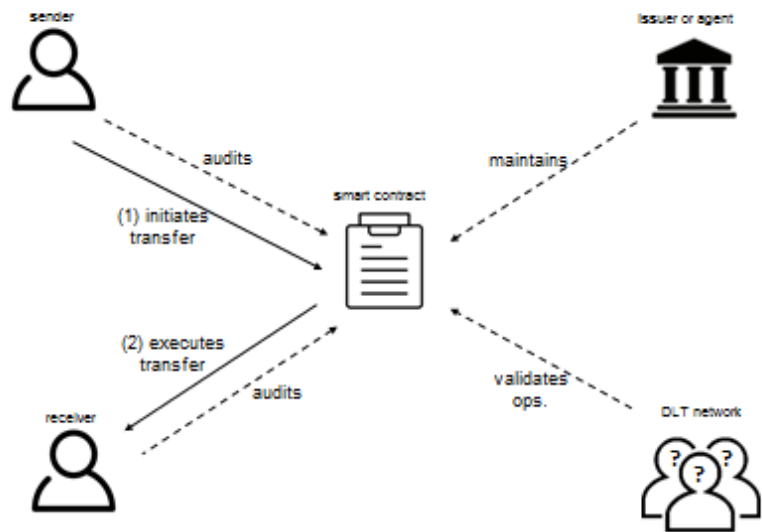 sender
Issuer or agent
audits
maintains
smart contract
(1) initiates
transfer
(2) executes
transfer
audits
validates
ops.
receiver
DLT network
? ? ?